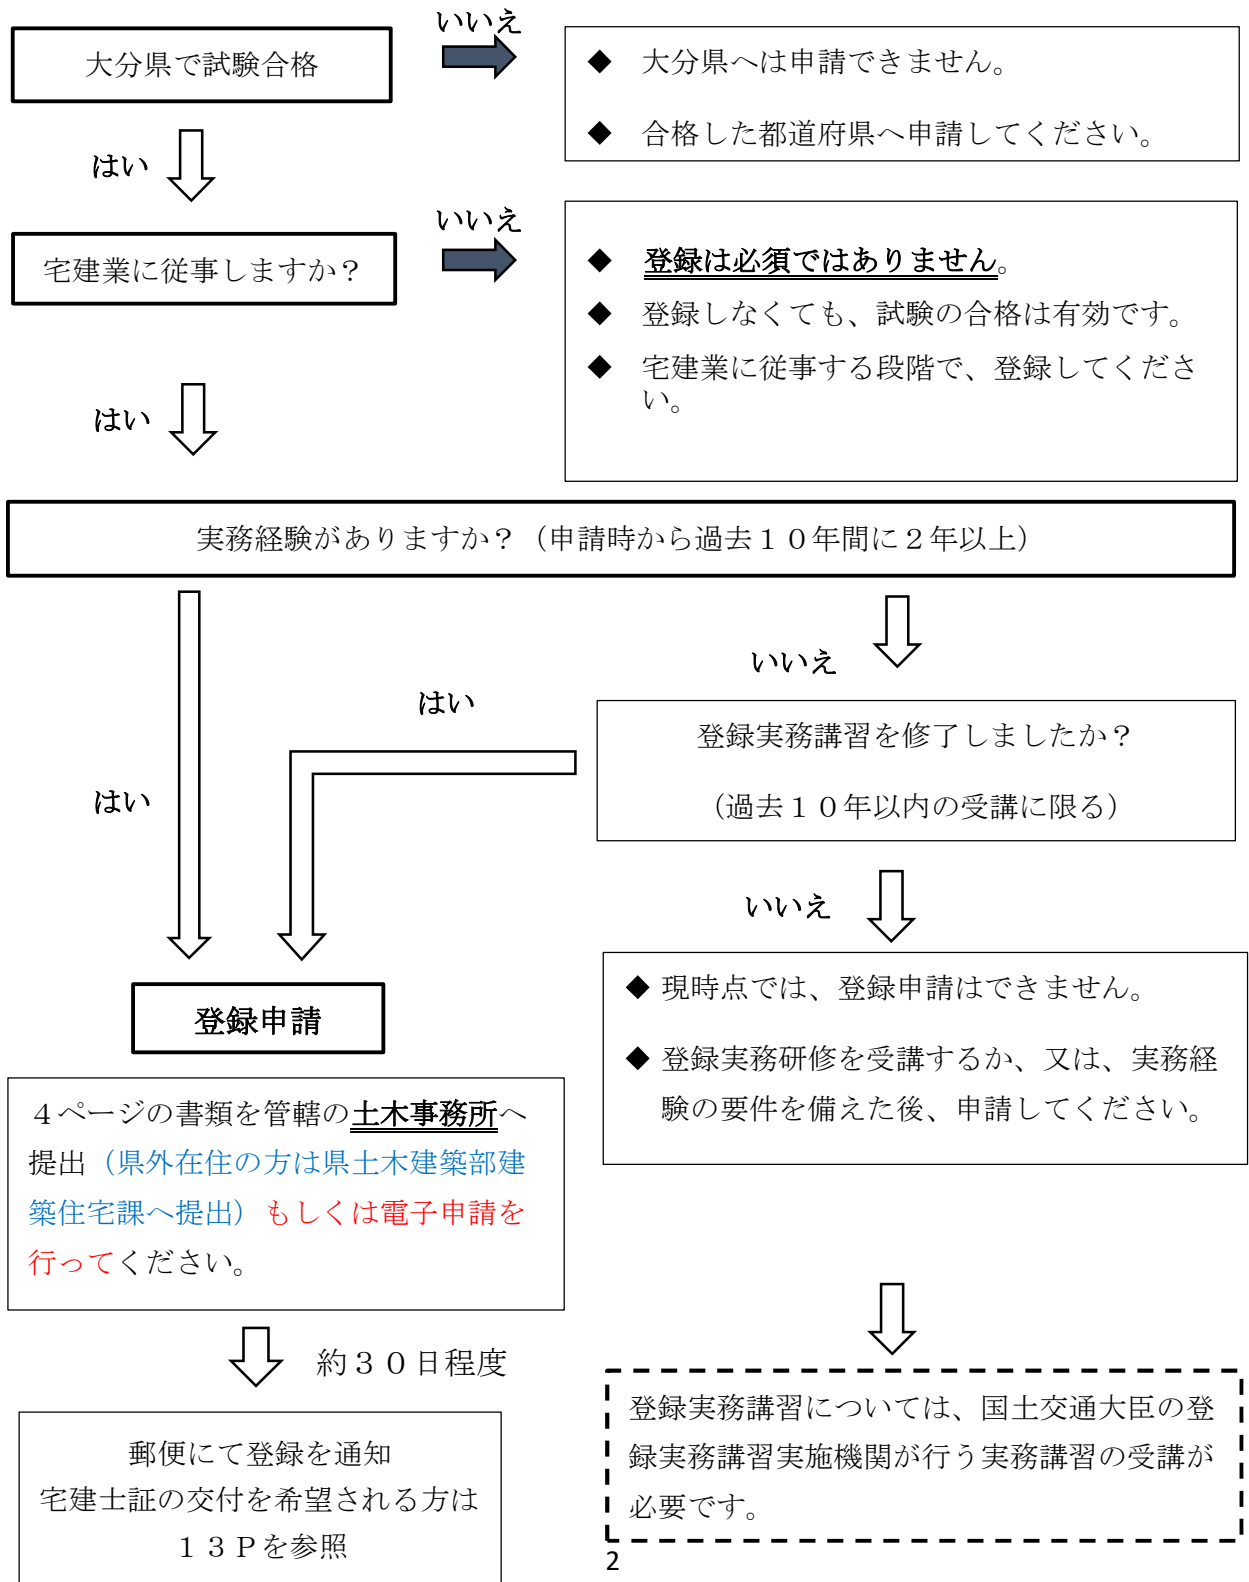 いいえ
大分県で試験合格
◆ 大分県へは申請できません。
◆ 合格した都道府県へ申請してください。
はい
いいえ
宅建業に従事しますか？
◆ 登録は必須ではありません。
◆ 登録しなくても、試験の合格は有効です。
◆ 宅建業に従事する段階で、登録してくださ
い。
はい
実務経験がありますか？（申請時から過去１０年間に２年以上）
いいえ
はい
登録実務講習を修了しましたか？
（過去１０年以内の受講に限る）
はい
いいえ
◆ 現時点では、登録申請はできません。
◆ 登録実務研修を受講するか、又は、実務経
験の要件を備えた後、申請してください。
登録申請
４ページの書類を管轄の土木事務所へ
提出（県外在住の方は県土木建築部建
築住宅課へ提出）もしくは電子申請を
行ってください。
約３０日程度
郵便にて登録を通知
宅建士証の交付を希望される方は
１３Ｐを参照
登録実務講習については、国土交通大臣の登
録実務講習実施機関が行う実務講習の受講が
必要です。
2